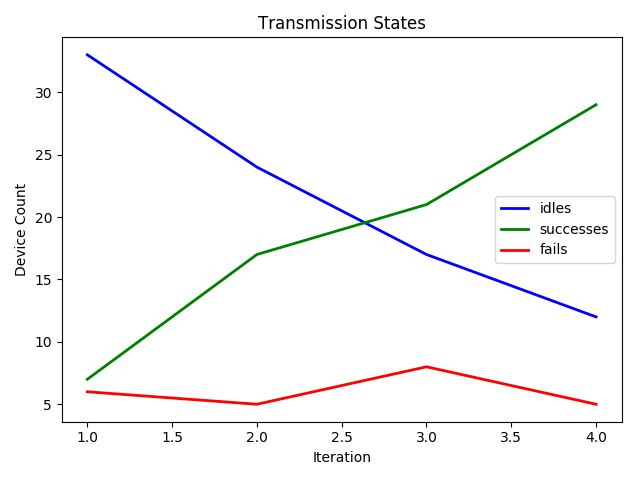 Transmission States
Device Count
30
25
20
15
10
5
idles
successes
fails
1.0 1.5 2.0 2.5 3.0 3.5 4.0
Iteration